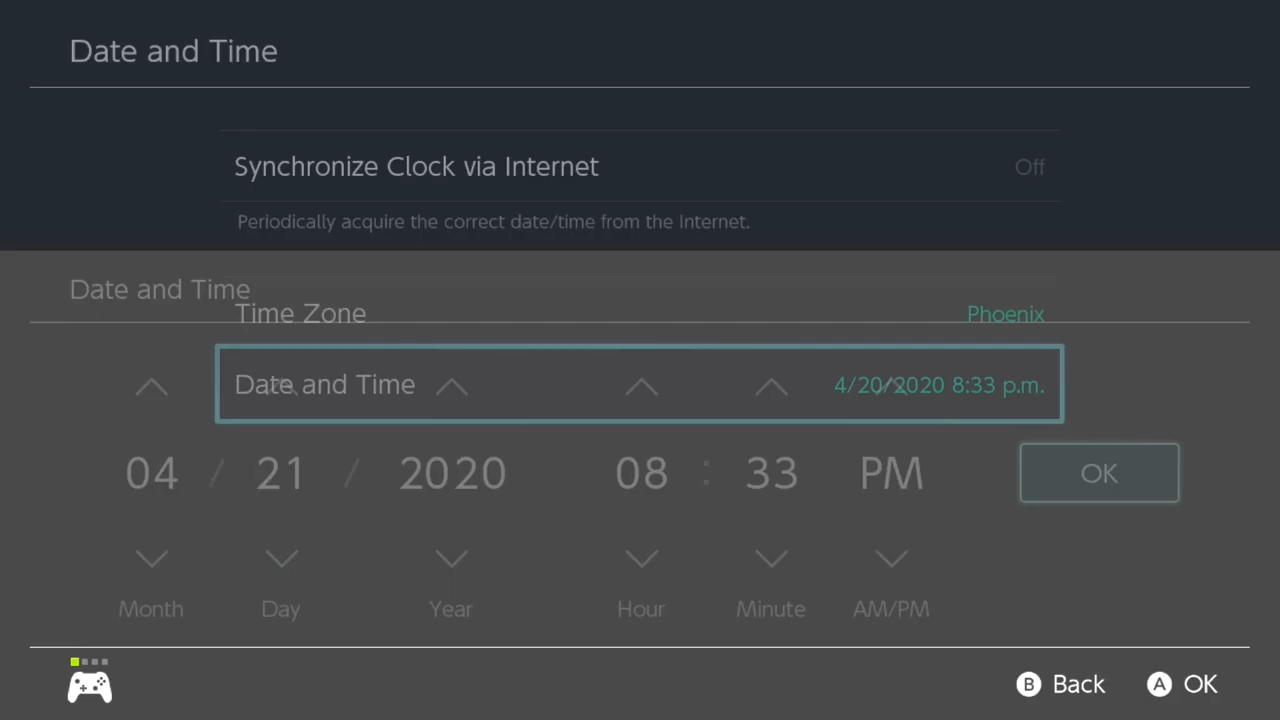 Date and Time
Synchronize Clock via Internet Off
Periodically acquire the correct date/time from the Internet.
Date and Time
Time Zone Phoenix
Date and Time 4/20/2020 8:33 p.m.
04 / 21 / 2020 08 : 33 PM OK
Month Day Year Hour Minute AM/PM
B Back A OK